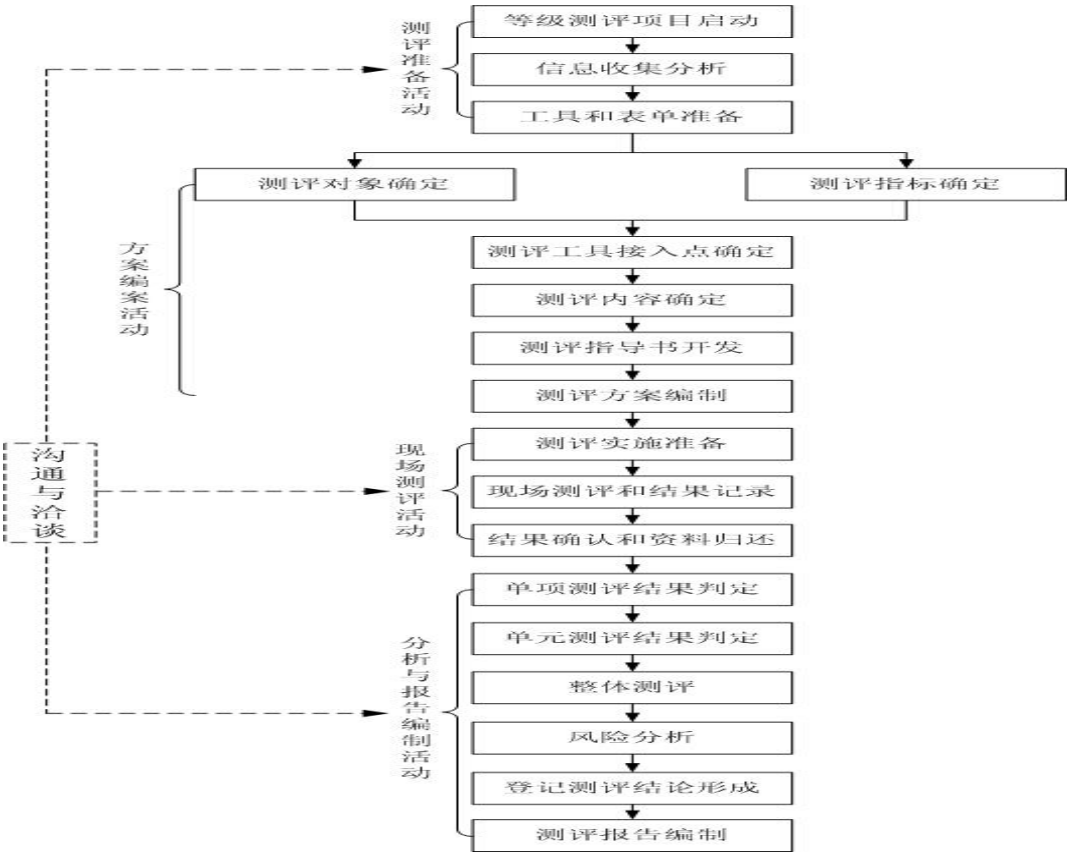 等级测评项目启动
测评准备活动
信息收集分析
工具和表单准备
测评对象确定
测评指标确定
方案编案活动
测评工具接入点确定
测评内容确定
测评指导书开发
测评方案编制
沟通与洽谈
现场测评活动
测评实施准备
现场测评和结果记录
结果确认和资料归还
分析与报告编制活动
单项测评结果判定
单元测评结果判定
整体测评
风险分析
登记测评结论形成
测评报告编制